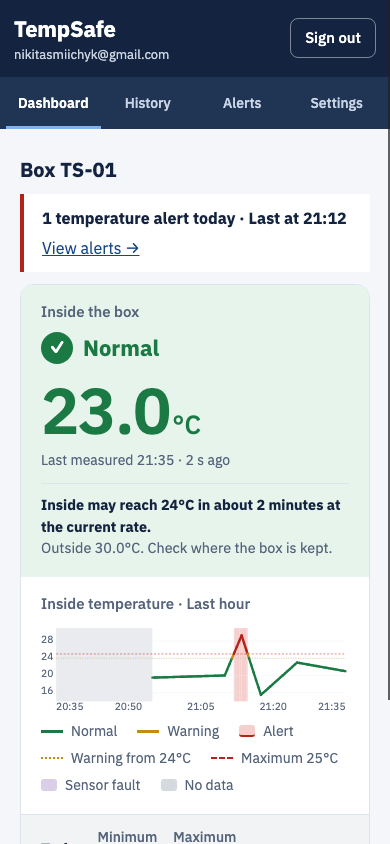 TempSafe
nikitasmiichyk@gmail.com
Sign out
Dashboard History Alerts Settings
Box TS-01
1 temperature alert today · Last at 21:12
View alerts →
Inside the box
Normal
23.0°C
Last measured 21:35 · 2 s ago
Inside may reach 24°C in about 2 minutes at
the current rate.
Outside 30.0°C. Check where the box is kept.
Inside temperature · Last hour
28
24
20
16
20:35 20:50 21:05 21:20 21:35
Normal Warning Alert
Warning from 24°C Maximum 25°C
Sensor fault No data
Minimum Maximum